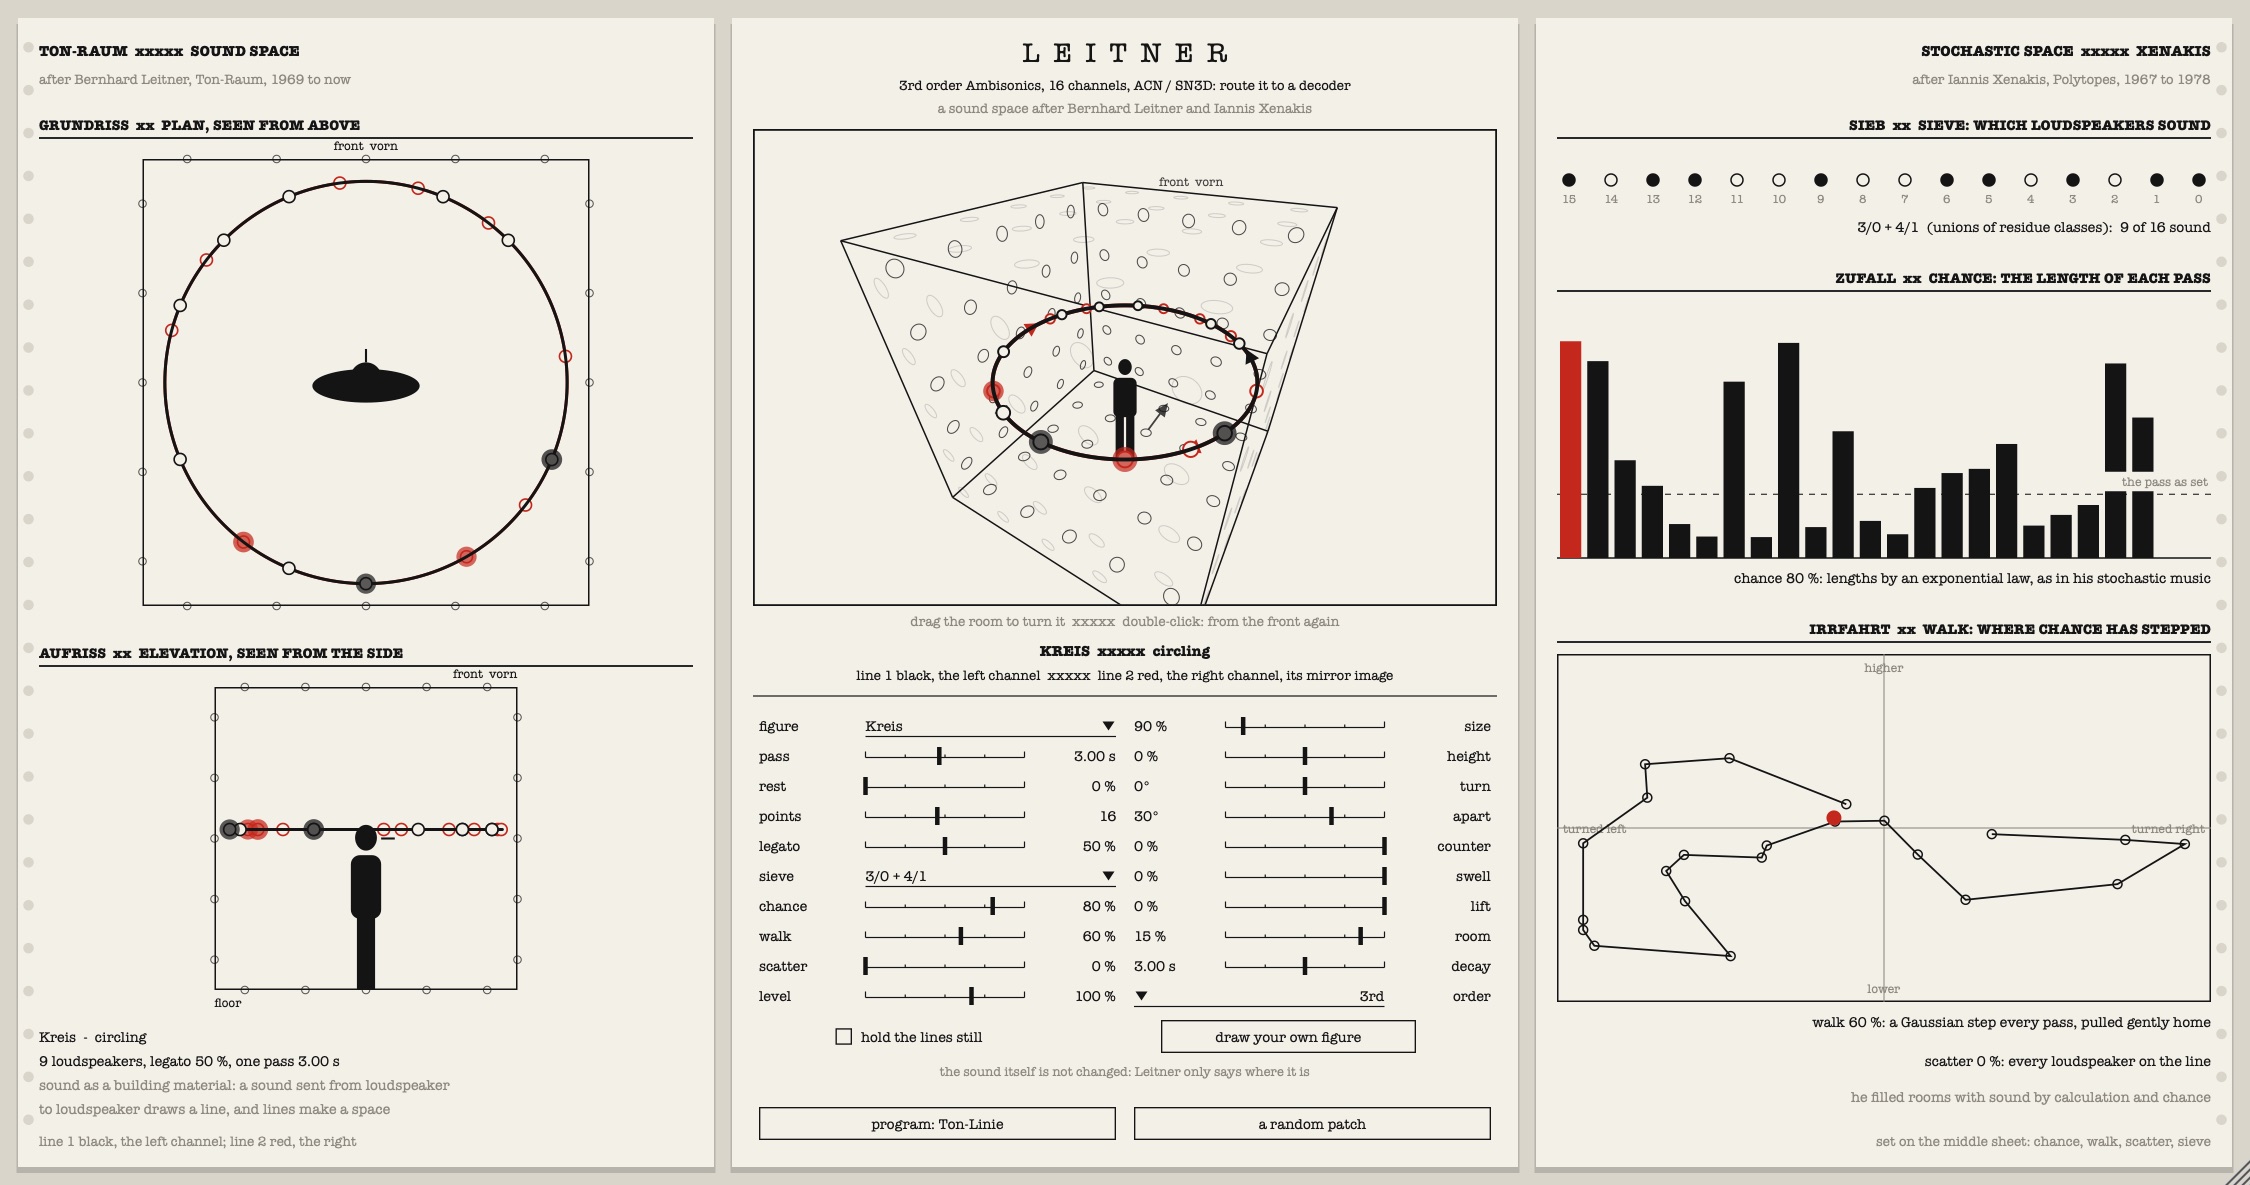 TON-RAUM xxxxx SOUND SPACE
after Bernhard Leitner, Ton-Raum, 1969 to now
GRUNDRISS xx PLAN, SEEN FROM ABOVE
front vorn
AUFRISS xx ELEVATION, SEEN FROM THE SIDE
front vorn
floor
Kreis - circling
9 loudspeakers, legato 50 %, one pass 3.00 s
sound as a building material: a sound sent from loudspeaker
to loudspeaker draws a line, and lines make a space
line 1 black, the left channel; line 2 red, the right
LEITNER
3rd order Ambisonics, 16 channels, ACN / SN3D: route it to a decoder
a sound space after Bernhard Leitner and Iannis Xenakis
front vorn
drag the room to turn it xxxxx double-click: from the front again
KREIS xxxxx circling
line 1 black, the left channel xxxxx line 2 red, the right channel, its mirror image
figure Kreis 90 % size
pass 3.00 s 0 % height
rest 0 % 0° turn
points 16 30° apart
legato 50 % 0 % counter
sieve 3/0 + 4/1 0 % swell
chance 80 % 0 % lift
walk 60 % 15 % room
scatter 0 % 3.00 s decay
level 100 % 3rd order
hold the lines still draw your own figure
the sound itself is not changed: Leitner only says where it is
program: Ton-Linie a random patch
STOCHASTIC SPACE xxxxx XENAKIS
after Iannis Xenakis, Polytopes, 1967 to 1978
SIEB xx SIEVE: WHICH LOUDSPEAKERS SOUND
15 14 13 12 11 10 9 8 7 6 5 4 3 2 1 0
3/0 + 4/1 (unions of residue classes): 9 of 16 sound
ZUFALL xx CHANCE: THE LENGTH OF EACH PASS
the pass as set
chance 80 %: lengths by an exponential law, as in his stochastic music
IRRFAHRT xx WALK: WHERE CHANCE HAS STEPPED
higher
turned left turned right
lower
walk 60 %: a Gaussian step every pass, pulled gently home
scatter 0 %: every loudspeaker on the line
he filled rooms with sound by calculation and chance
set on the middle sheet: chance, walk, scatter, sieve